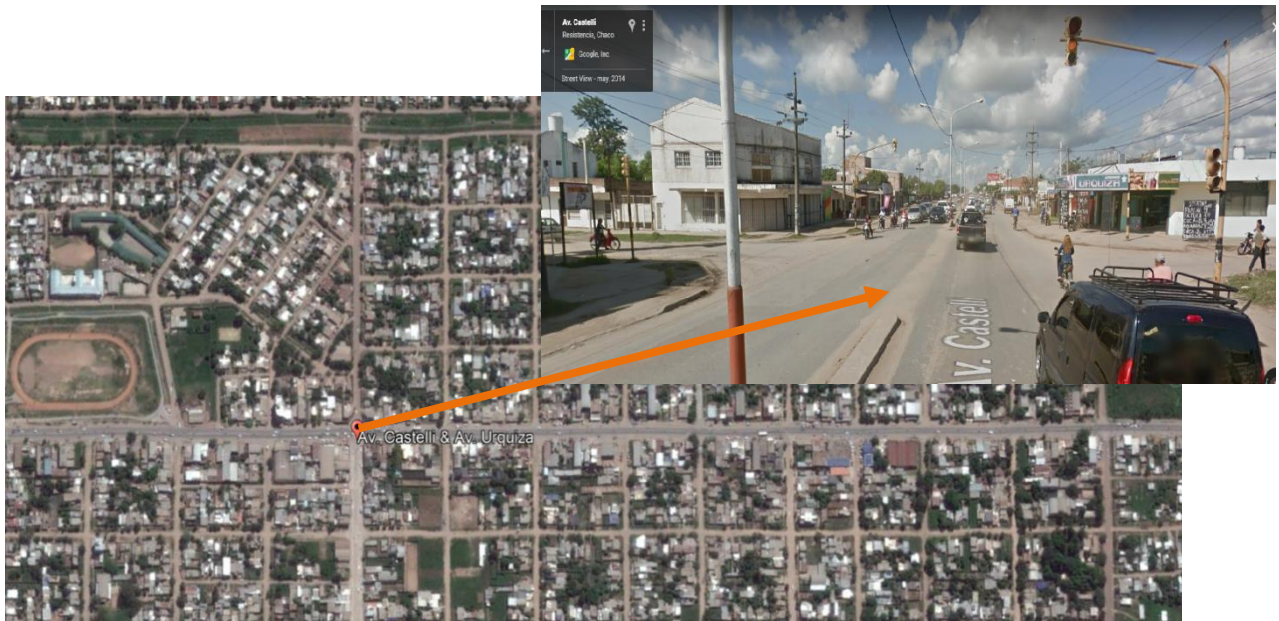 Av. Castelli
Resistencia, Chaco
Google, Inc.
Street View - may. 2014
URQUIZA
Av. Castelli
Av. Castelli & Av. Urquiza